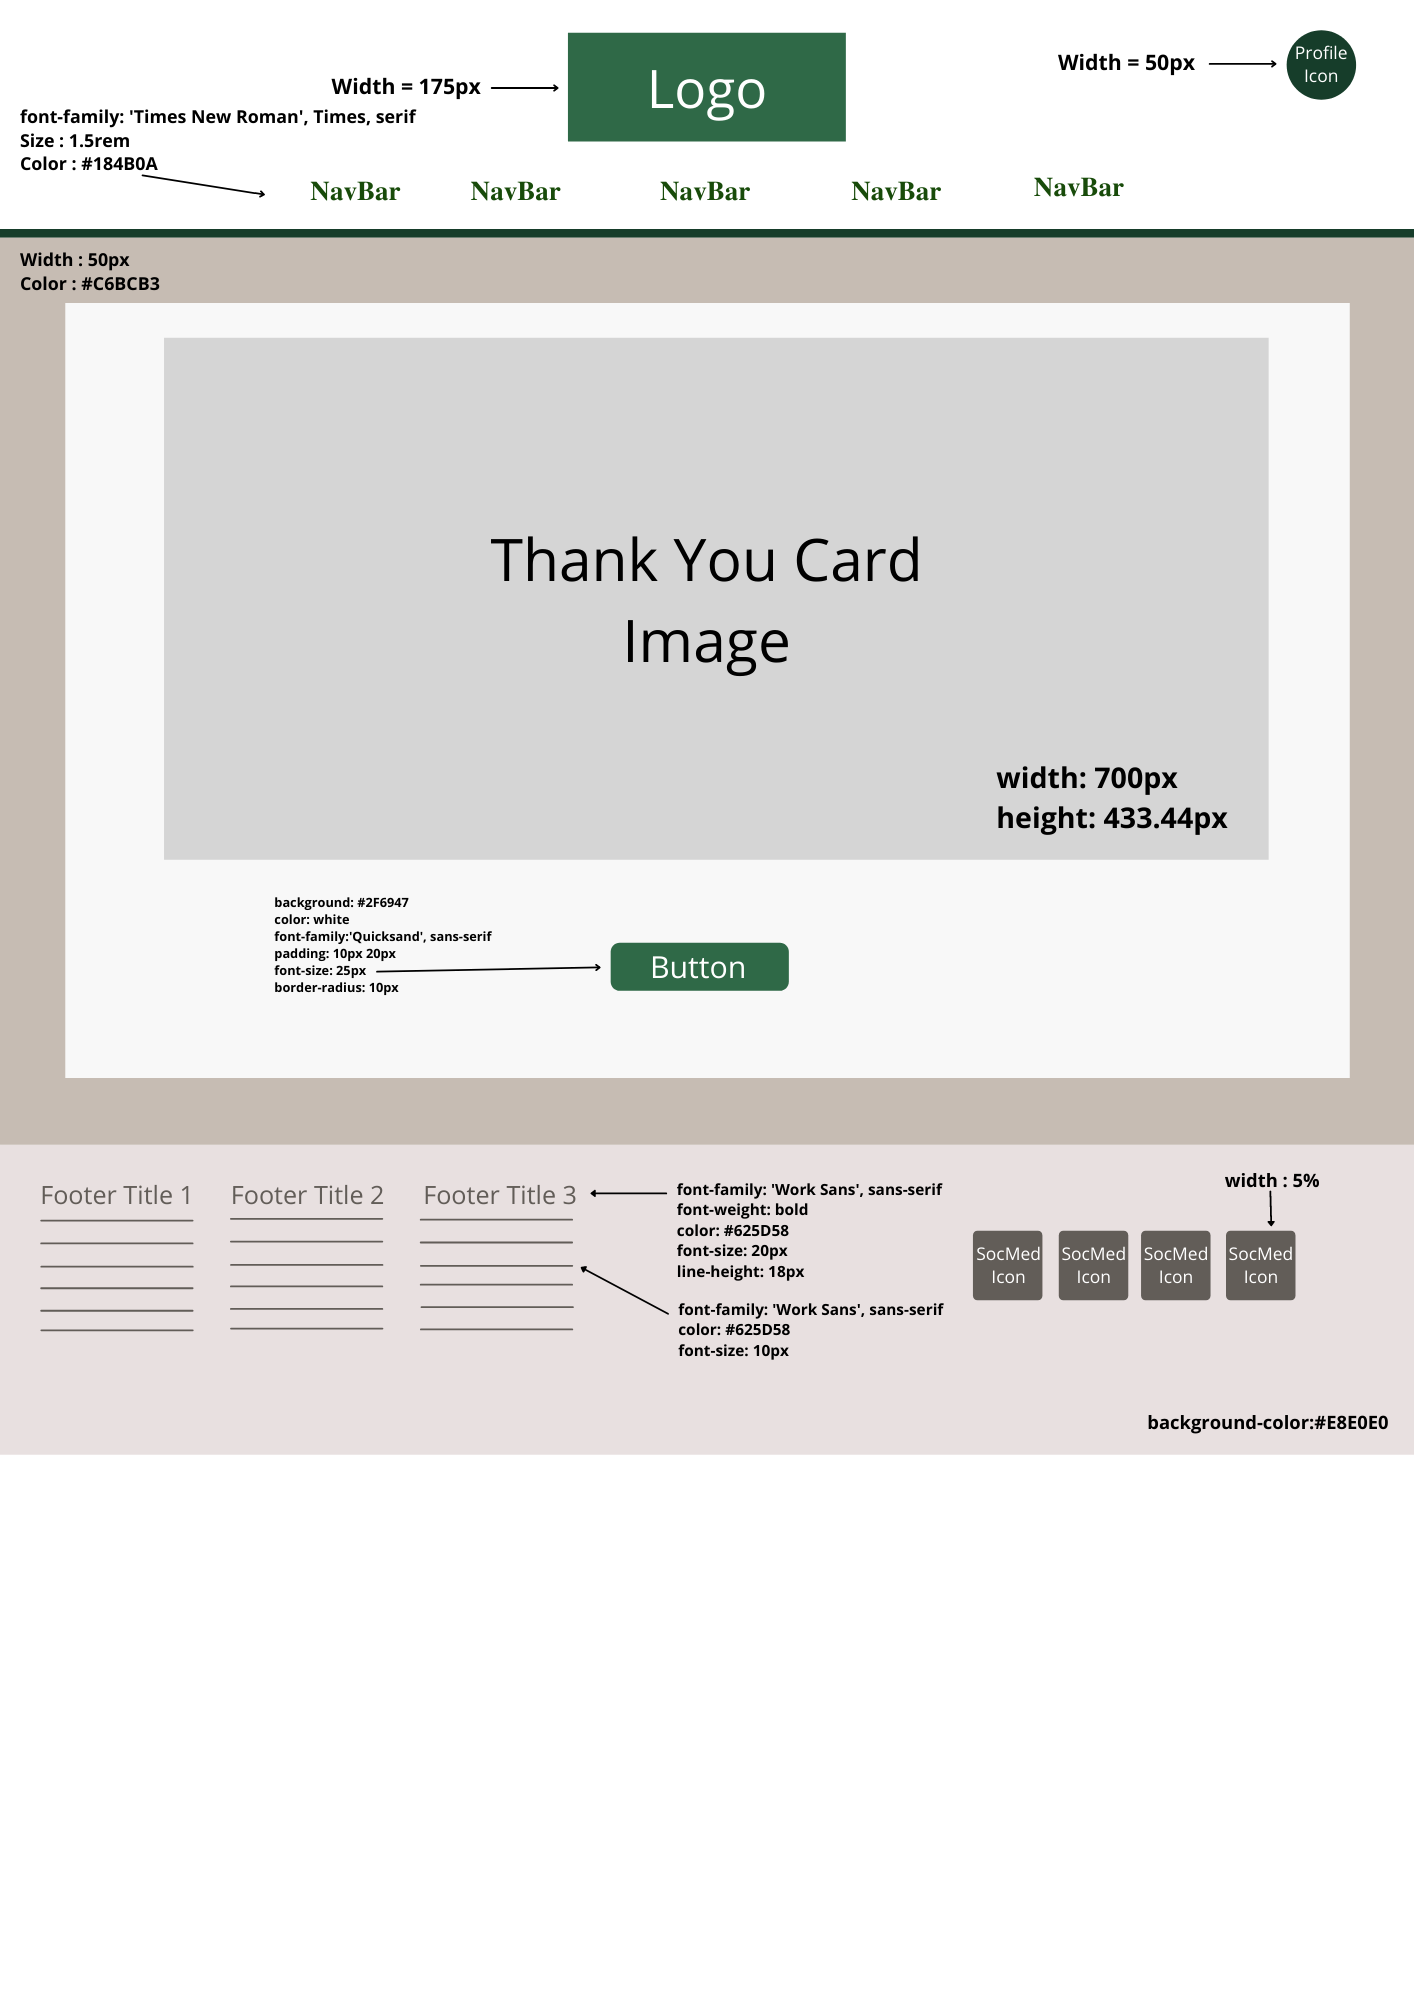 Logo
Width = 175px
Width = 50px
Profile
Icon
font-family: 'Times New Roman', Times, serif
Size : 1.5rem
Color : #184B0A
NavBar
NavBar
NavBar
NavBar
NavBar
Width : 50px
Color : #C6BCB3
Thank You Card
Image
width: 700px
height: 433.44px
background: #2F6947
color: white
font-family:'Quicksand', sans-serif
padding: 10px 20px
font-size: 25px
border-radius: 10px
Button
Footer Title 1
Footer Title 2
Footer Title 3
font-family: 'Work Sans', sans-serif
font-weight: bold
color: #625D58
font-size: 20px
line-height: 18px
font-family: 'Work Sans', sans-serif
color: #625D58
font-size: 10px
width : 5%
SocMed
Icon
SocMed
Icon
SocMed
Icon
SocMed
Icon
background-color:#E8E0E0